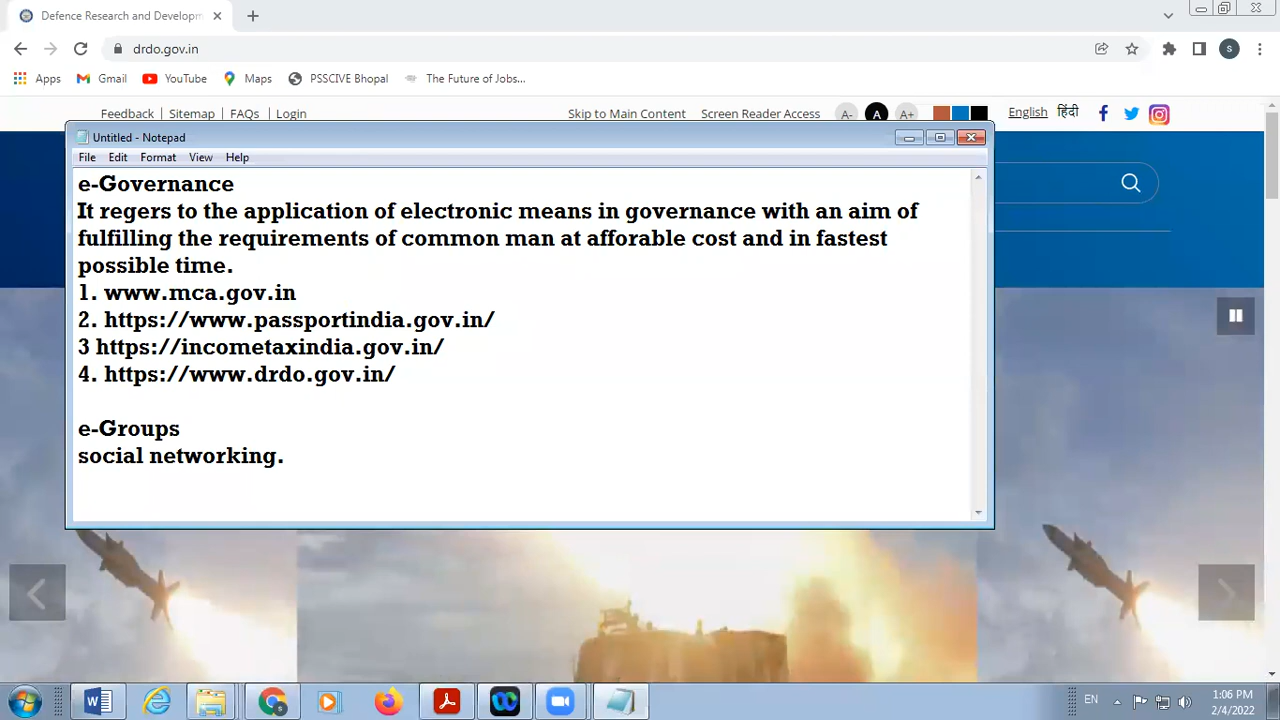 Defence Research and Developm
drdo.gov.in
S
Apps Gmail YouTube Maps PSSCIVE Bhopal The Future of Jobs...
Feedback Sitemap FAQs Login Skip to Main Content Screen Reader Access A- A A+ English हिंदी
Untitled - Notepad
File Edit Format View Help
e-Governance
It regers to the application of electronic means in governance with an aim of
fulfilling the requirements of common man at afforable cost and in fastest
possible time.
1. www.mca.gov.in
2. https://www.passportindia.gov.in/
3 https://incometaxindia.gov.in/
4. https://www.drdo.gov.in/
e-Groups
social networking.
EN
1:06 PM
2/4/2022